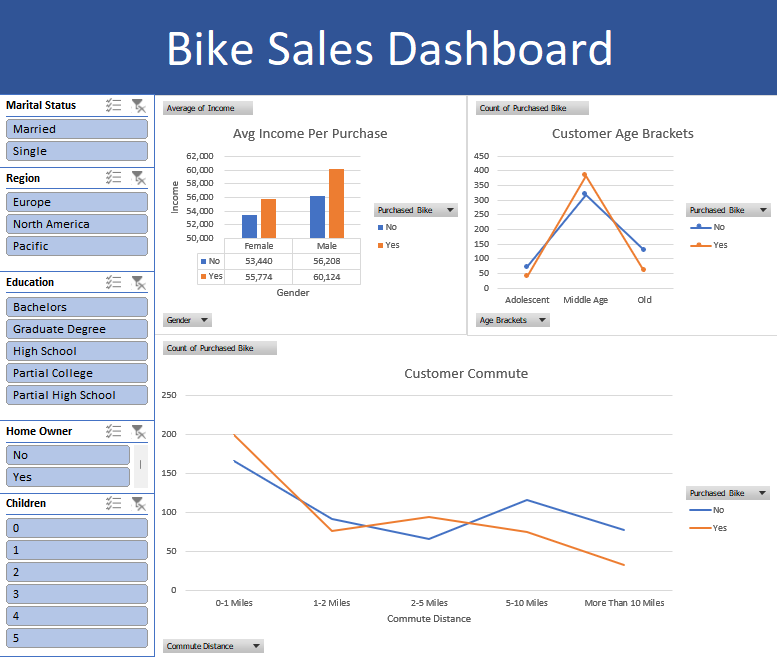 Bike Sales Dashboard
Marital Status
Married
Single
Region
Europe
North America
Pacific
Education
Bachelors
Graduate Degree
High School
Partial College
Partial High School
Home Owner
No
Yes
Children
0
1
2
3
4
5
Average of Income
Avg Income Per Purchase
Income
62,000
60,000
58,000
56,000
54,000
52,000
50,000
Female Male
No 53,440 56,208
Yes 55,774 60,124
Gender
Purchased Bike
No
Yes
Gender
Count of Purchased Bike
Customer Age Brackets
450
400
350
300
250
200
150
100
50
0
Adolescent Middle Age Old
Purchased Bike
No
Yes
Age Brackets
Count of Purchased Bike
Customer Commute
250
200
150
100
50
0
0-1 Miles 1-2 Miles 2-5 Miles 5-10 Miles More Than 10 Miles
Commute Distance
Purchased Bike
No
Yes
Commute Distance